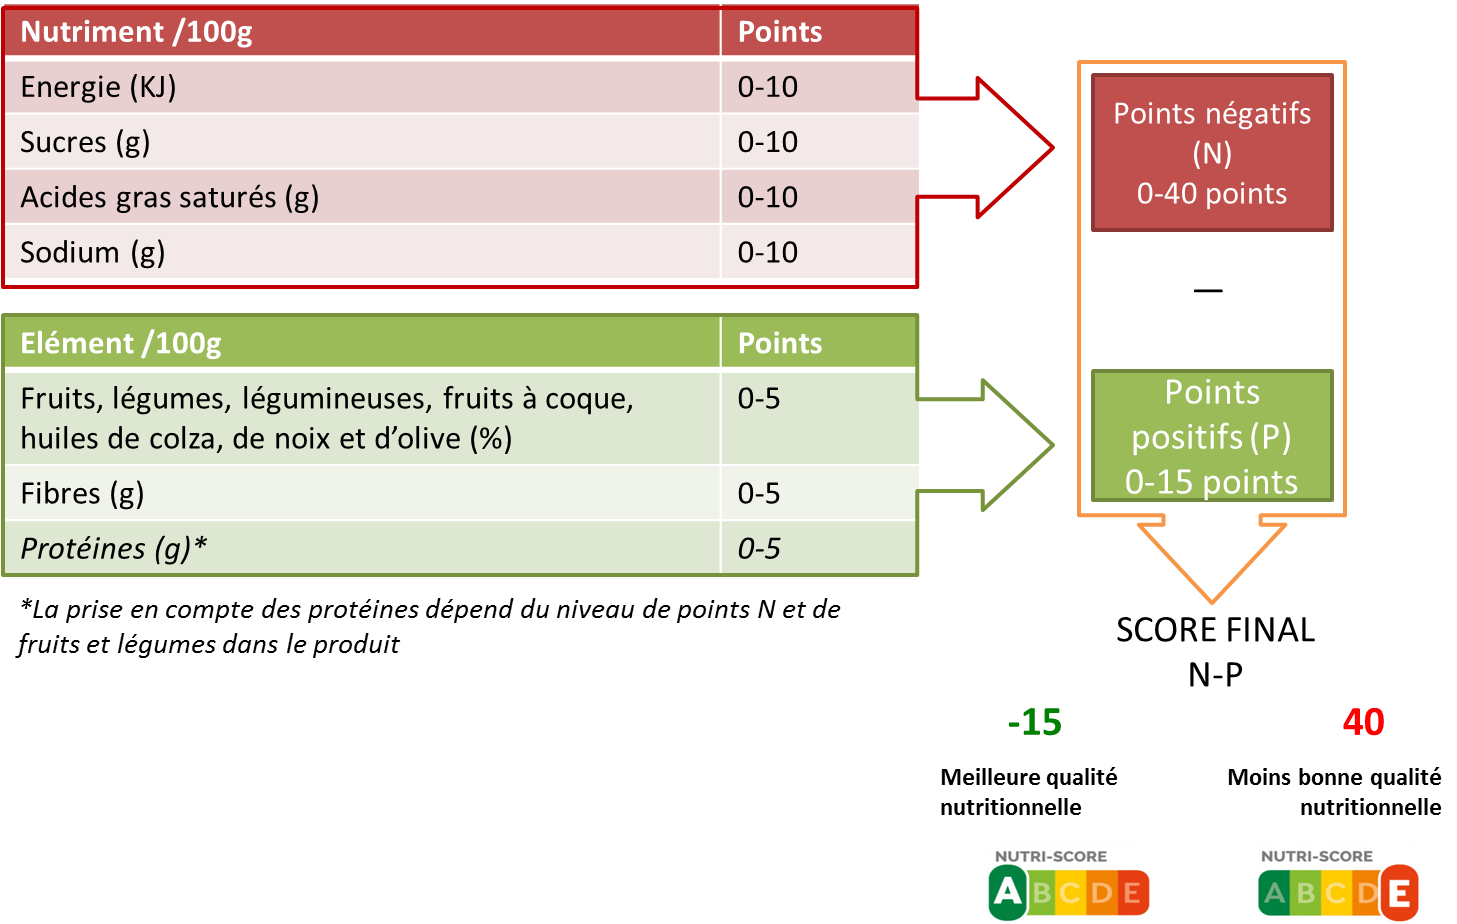 Nutriment /100g Points
Energie (KJ) 0-10
Sucres (g) 0-10
Acides gras saturés (g) 0-10
Sodium (g) 0-10
Points négatifs
(N)
0-40 points
—
Elément /100g Points
Fruits, légumes, légumineuses, fruits à coque, 0-5
huiles de colza, de noix et d’olive (%)
Fibres (g) 0-5
Protéines (g)* 0-5
Points
positifs (P)
0-15 points
*La prise en compte des protéines dépend du niveau de points N et de
fruits et légumes dans le produit
SCORE FINAL
N-P
-15 40
Meilleure qualité
nutritionnelle
Moins bonne qualité
nutritionnelle
NUTRI-SCORE
A B C D E
NUTRI-SCORE
A B C D E